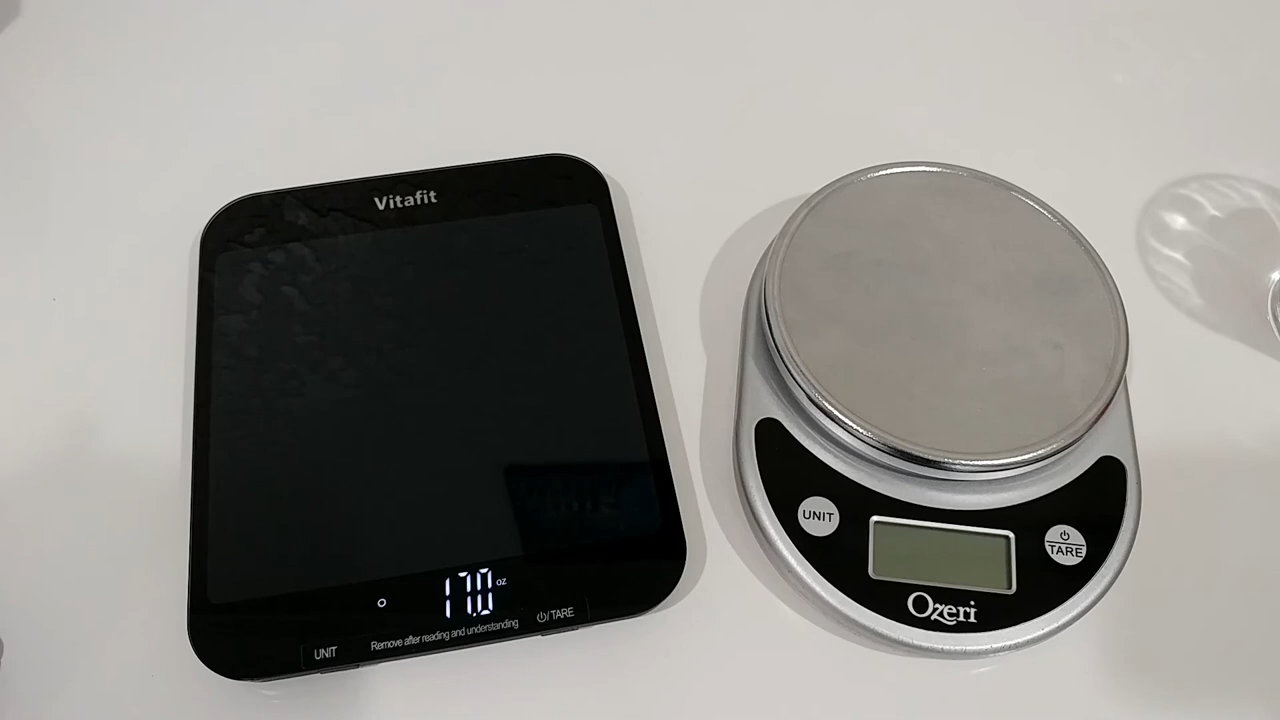 Vitafit
17.0 oz
UNIT
Remove after reading and understanding
/TARE
UNIT
TARE
Ozeri